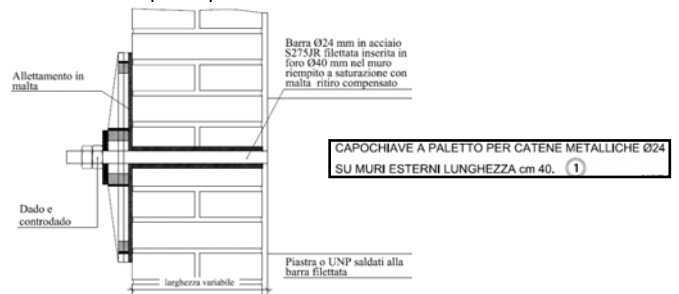 Barra Ø24 mm in acciaio
S275JR filettata inserita in
foro Ø40 mm nel muro
riempito a saturazione con
malta ritiro compensato
Allettamento in
malta
CAPOCHIAVE A PALETTO PER CATENE METALLICHE Ø24
SU MURI ESTERNI LUNGHEZZA cm 40. 1
Dado e
controdado
Piastra o UNP saldati alla
barra filettata
larghezza variabile